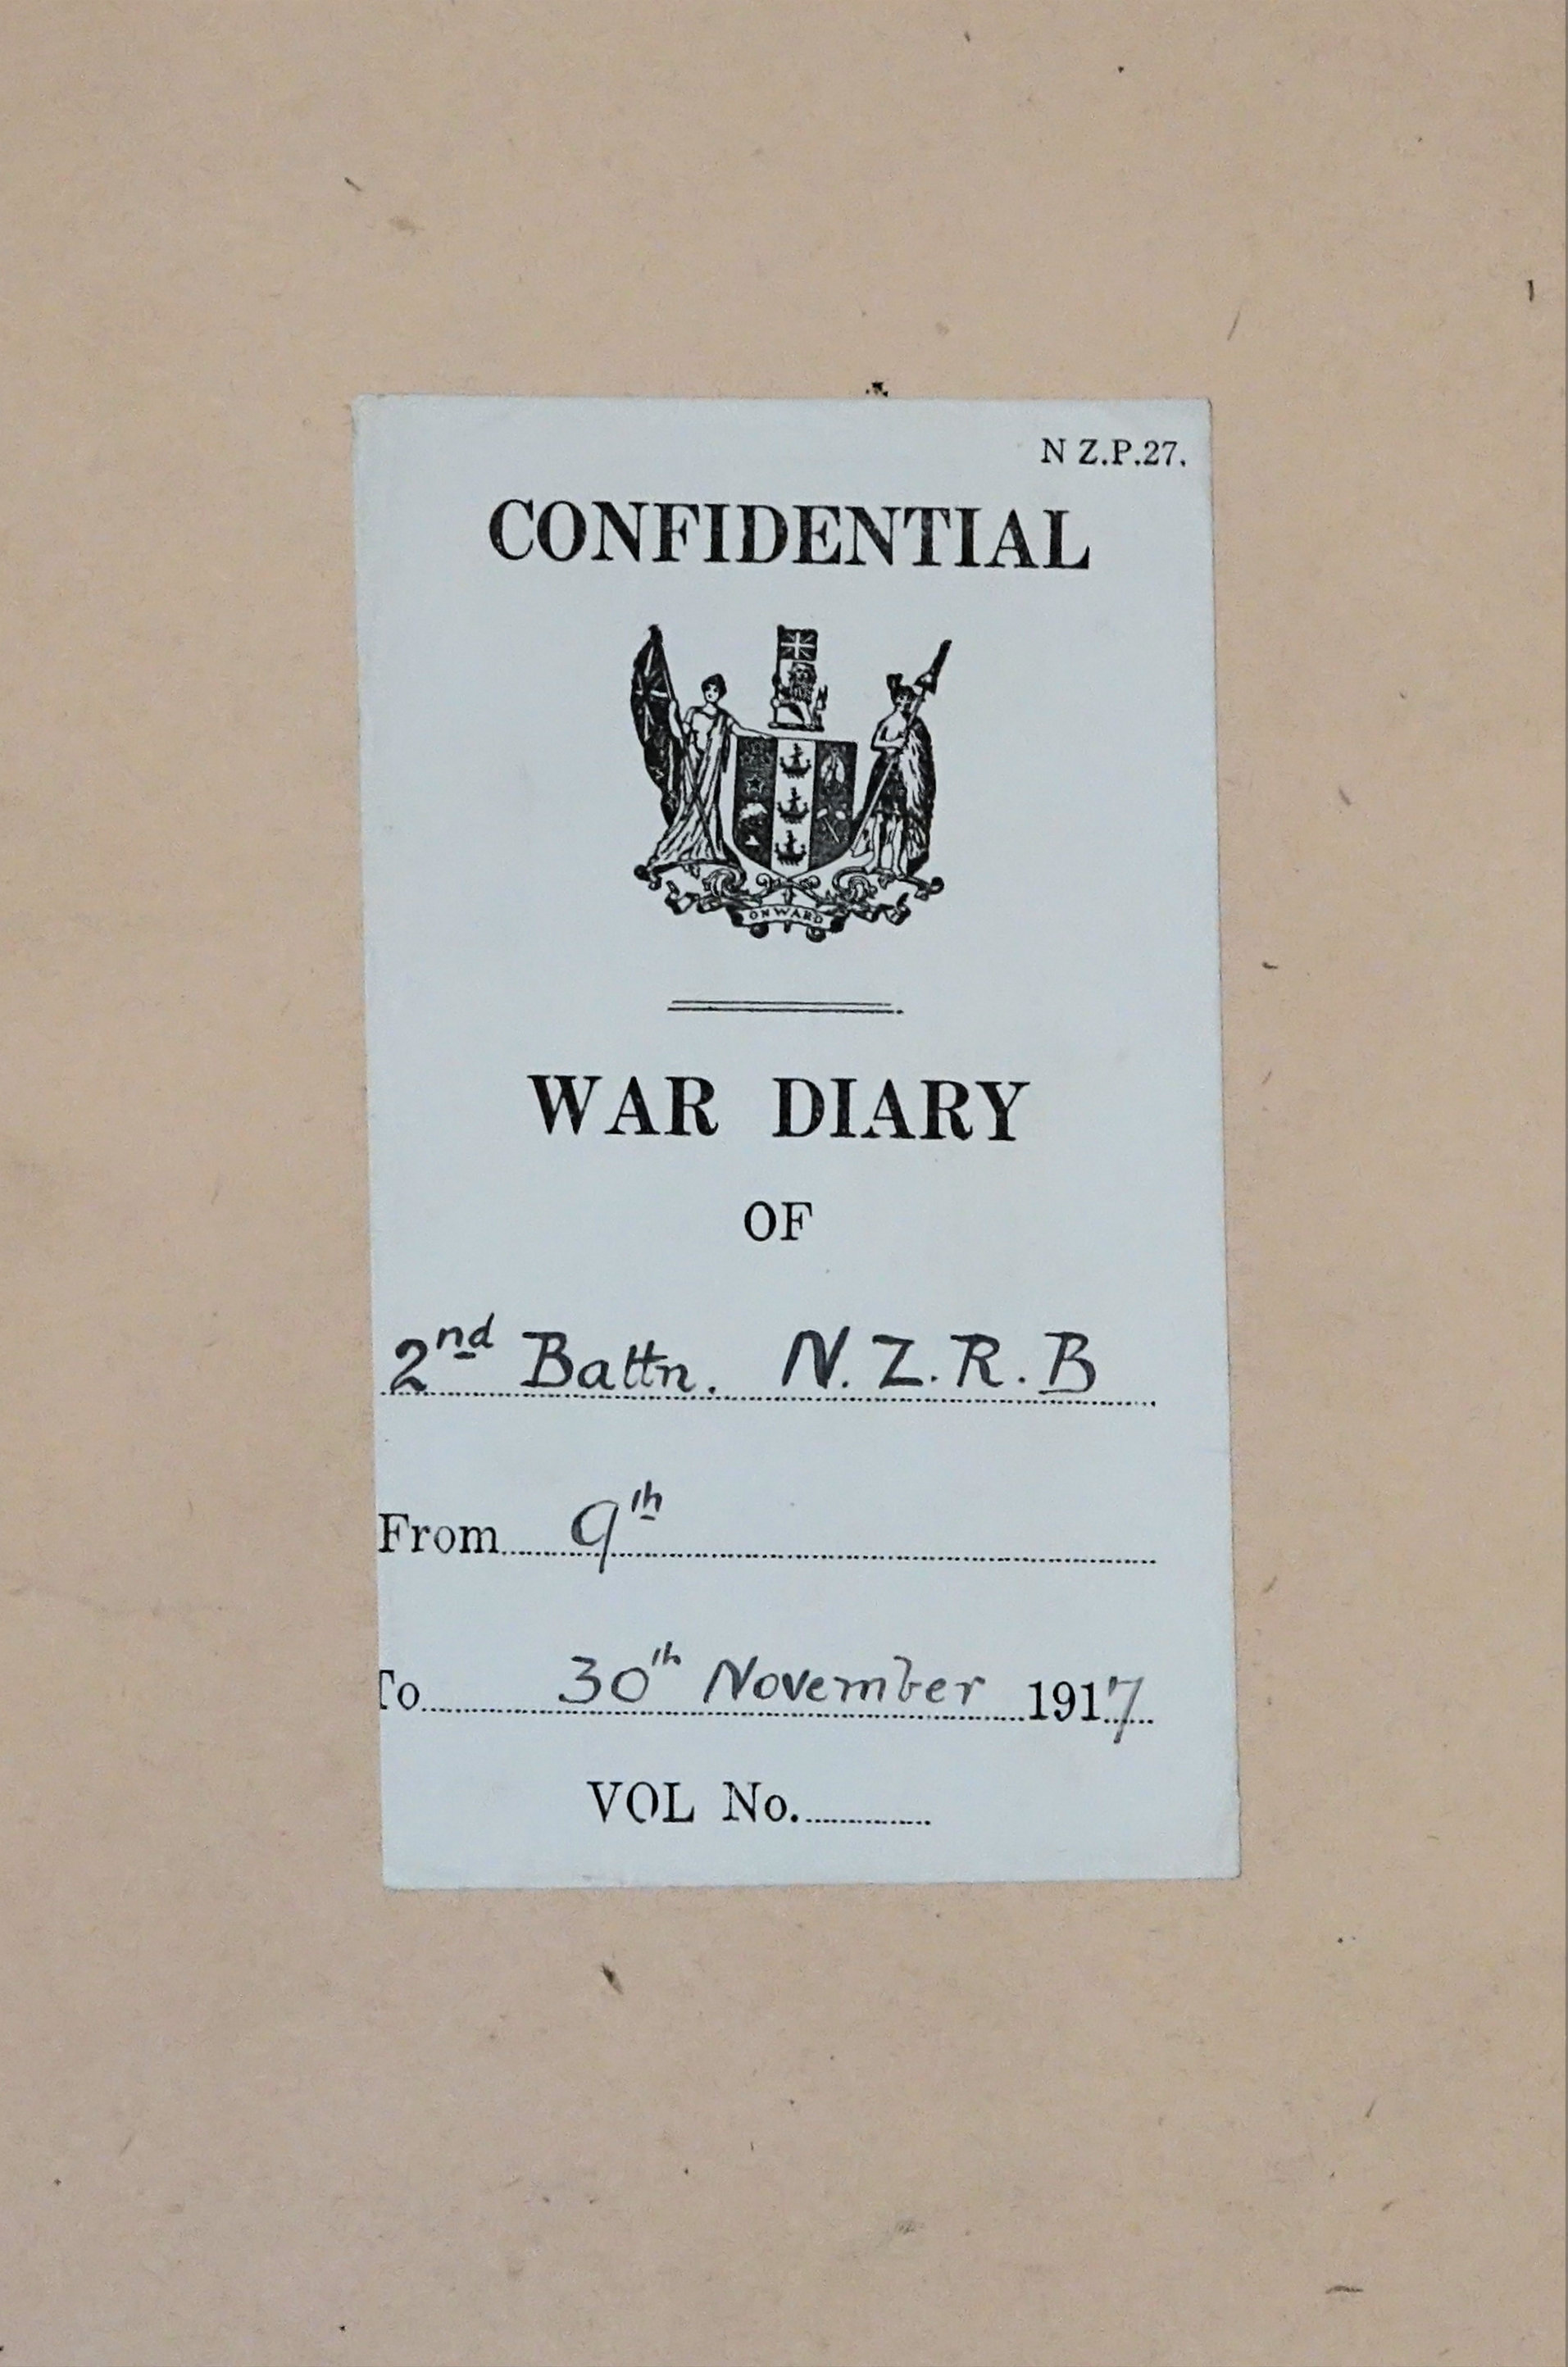 N Z.P.27.
CONFIDENTIAL
ONWARD
WAR DIARY
OF
2nd Battn. N.Z.R.B
From 9th
To 30th November 1917
VOL No.